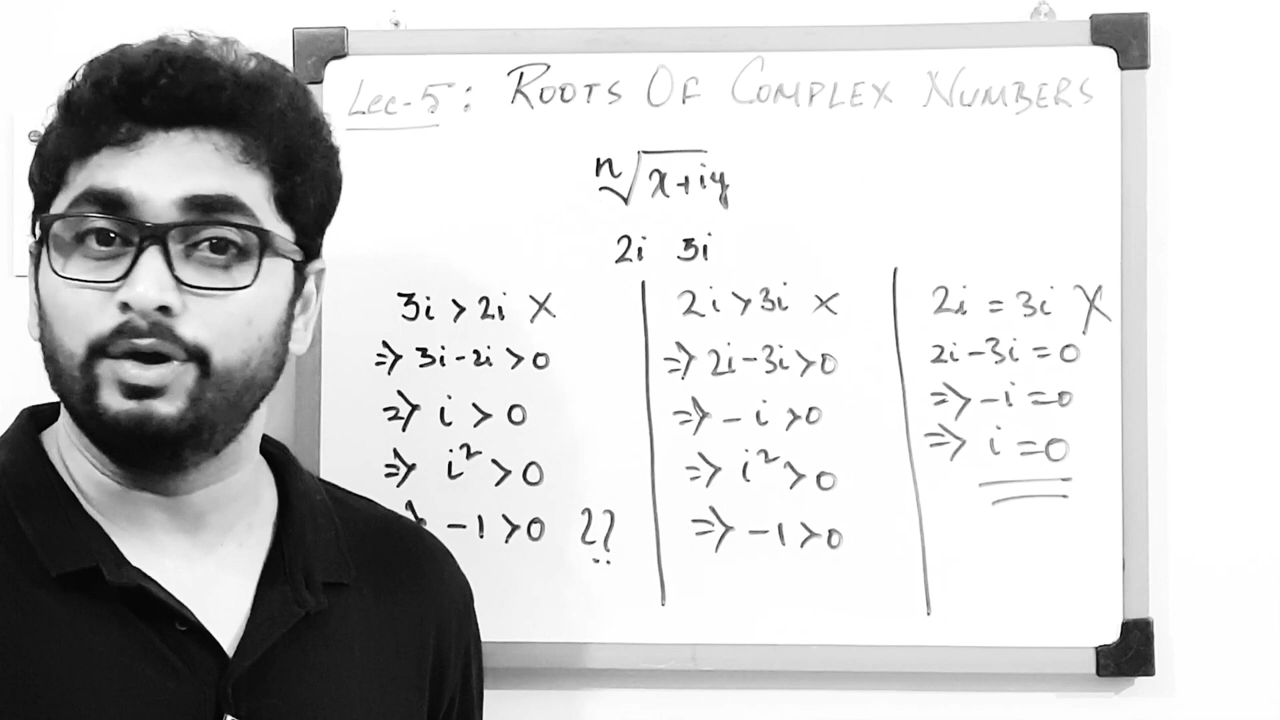 Lec-5: ROOTS OF COMPLEX NUMBERS
ⁿ√x+iy
2i 3i
3i > 2i X
⇒ 3i-2i > 0
⇒ i > 0
⇒ i² > 0
-1 > 0 ??
2i > 3i X
⇒ 2i-3i > 0
⇒ -i > 0
⇒ i² > 0
⇒ -1 > 0
2i = 3i X
2i-3i = 0
⇒ -i = 0
⇒ i = 0